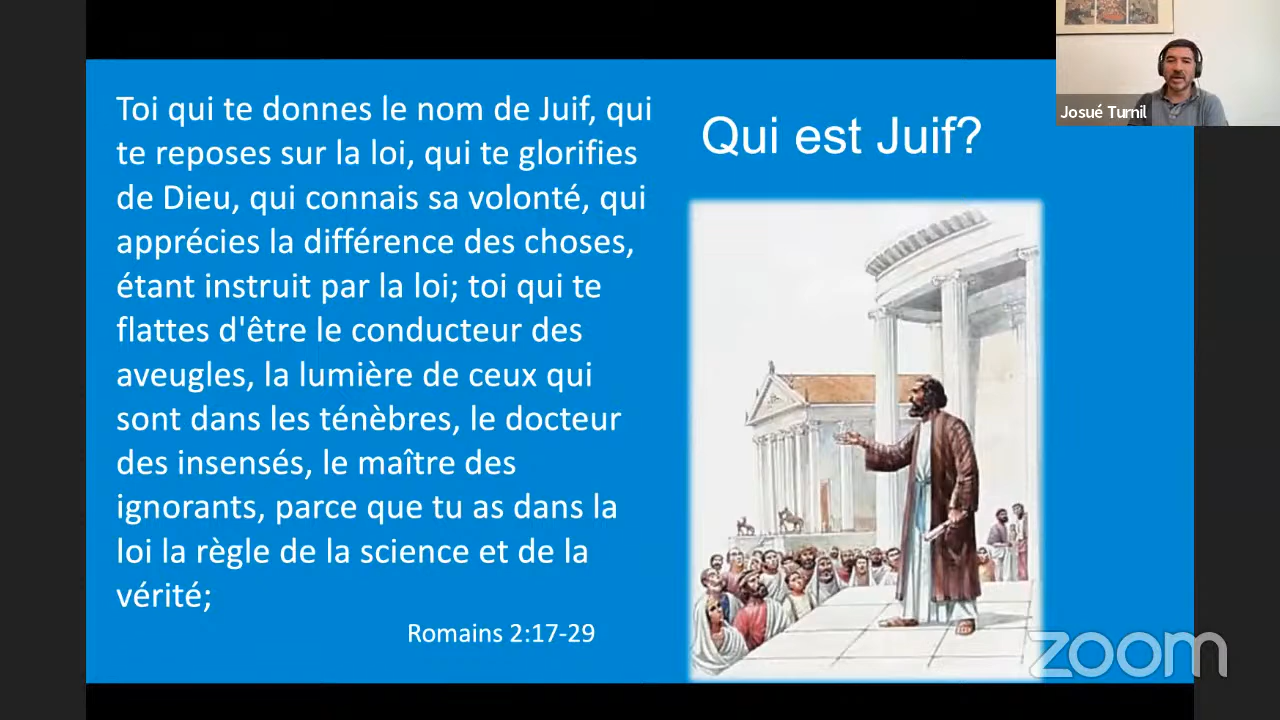 Toi qui te donnes le nom de Juif, qui
te reposes sur la loi, qui te glorifies
de Dieu, qui connais sa volonté, qui
apprécies la différence des choses,
étant instruit par la loi; toi qui te
flattes d'être le conducteur des
aveugles, la lumière de ceux qui
sont dans les ténèbres, le docteur
des insensés, le maître des
ignorants, parce que tu as dans la
loi la règle de la science et de la
vérité;
Romains 2:17-29
Qui est Juif?
Josué Turnil
zoom